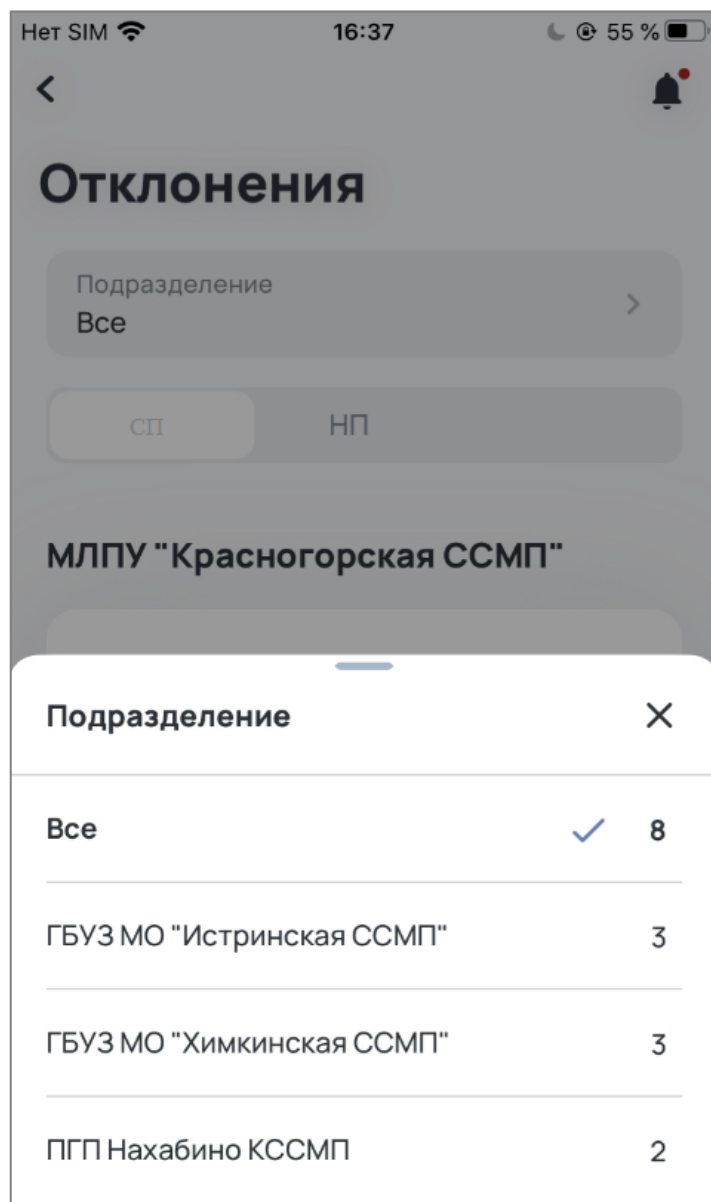 Нет SIM 16:37 55 %
Отклонения
Подразделение
Все
СП НП
МЛПУ "Красногорская ССМП"
Подразделение
Все 8
ГБУЗ МО "Истринская ССМП" 3
ГБУЗ МО "Химкинская ССМП" 3
ПГП Нахабино КССМП 2